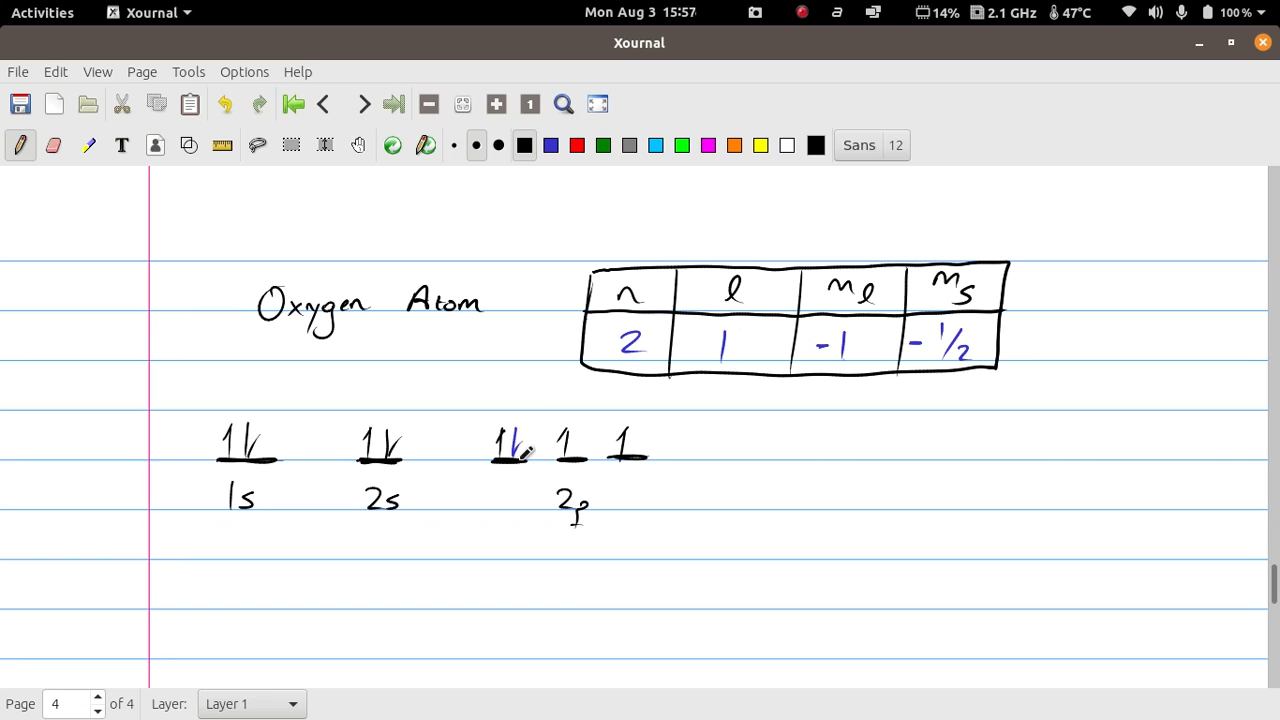 Activities Xournal Mon Aug 3 15:57 a 14% 2.1 GHz 47°C 100 %
Xournal
File Edit View Page Tools Options Help
1
T Sans 12
Oxygen Atom
n l mₗ mₛ
2 1 -1 -1/2
1s 2s 2p
Page 4 of 4 Layer: Layer 1